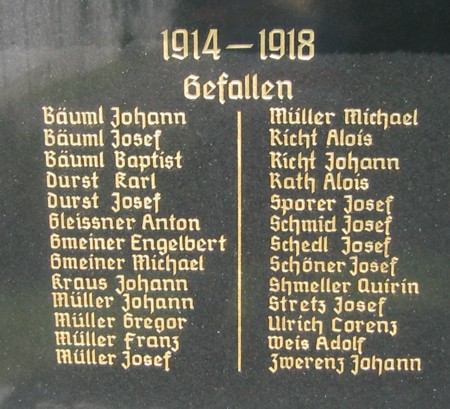 1914 – 1918
Gefallen
Bäuml Johann
Bäuml Josef
Bäuml Baptist
Durst Karl
Durst Josef
Gleissner Anton
Gmeiner Engelbert
Gmeiner Michael
Kraus Johann
Müller Johann
Müller Gregor
Müller Franz
Müller Josef
Müller Michael
Richt Alois
Richt Johann
Rath Alois
Sporer Josef
Schmid Josef
Schedl Josef
Schöner Josef
Shmeller Quirin
Stretz Josef
Ulrich Lorenz
Weis Adolf
Zwerenz Johann